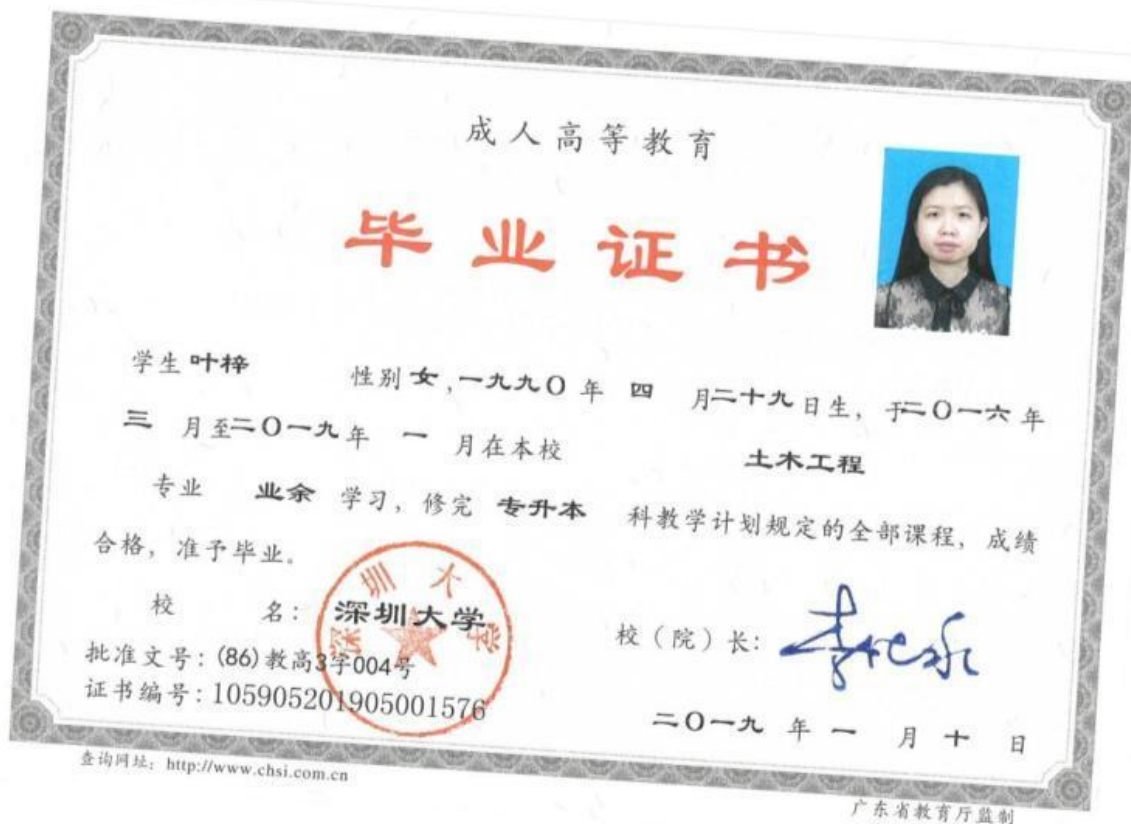 成人高等教育
毕业证书
学生 叶梓 性别 女,一九九〇 年 四 月二十九日生，于二〇一六 年
三 月至二〇一九年 一 月在本校 土木工程
专业 业余 学习，修完 专升本 科教学计划规定的全部课程，成绩
合格，准予毕业。
校 名：深圳大学
深圳大学
校（院）长：
批准文号：(86)教高3字004号
证书编号：105905201905001576
二〇一九 年 一 月 十 日
查询网址：http://www.chsi.com.cn
广东省教育厅监制